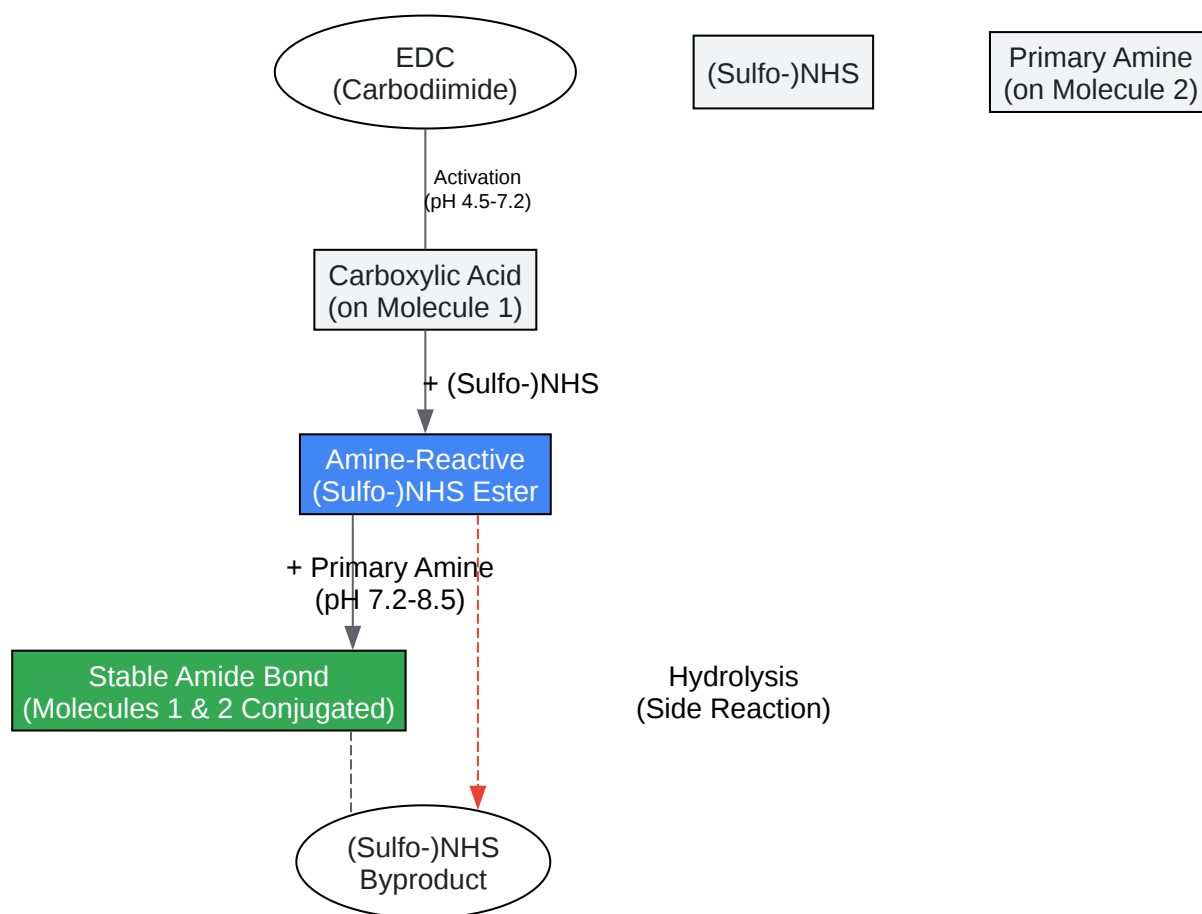 EDC
(Carbodiimide)
(Sulfo-)NHS
Primary Amine
(on Molecule 2)
Activation
(pH 4.5-7.2)
Carboxylic Acid
(on Molecule 1)
+ (Sulfo-)NHS
Amine-Reactive
(Sulfo-)NHS Ester
+ Primary Amine
(pH 7.2-8.5)
Stable Amide Bond
(Molecules 1 & 2 Conjugated)
Hydrolysis
(Side Reaction)
(Sulfo-)NHS
Byproduct